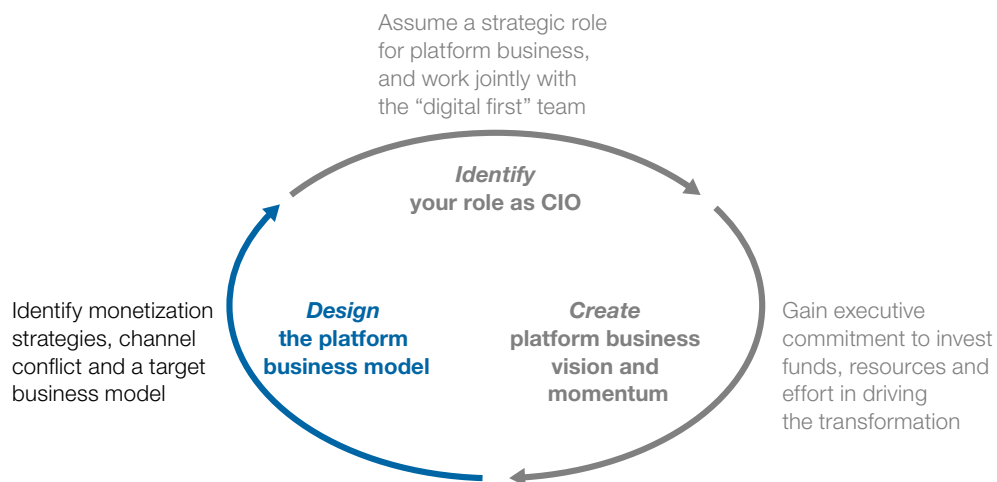 Assume a strategic role
for platform business,
and work jointly with
the “digital first” team
Identify
your role as CIO
Identify monetization
strategies, channel
conflict and a target
business model
Design
the platform
business model
Create
platform business
vision and
momentum
Gain executive
commitment to invest
funds, resources and
effort in driving
the transformation